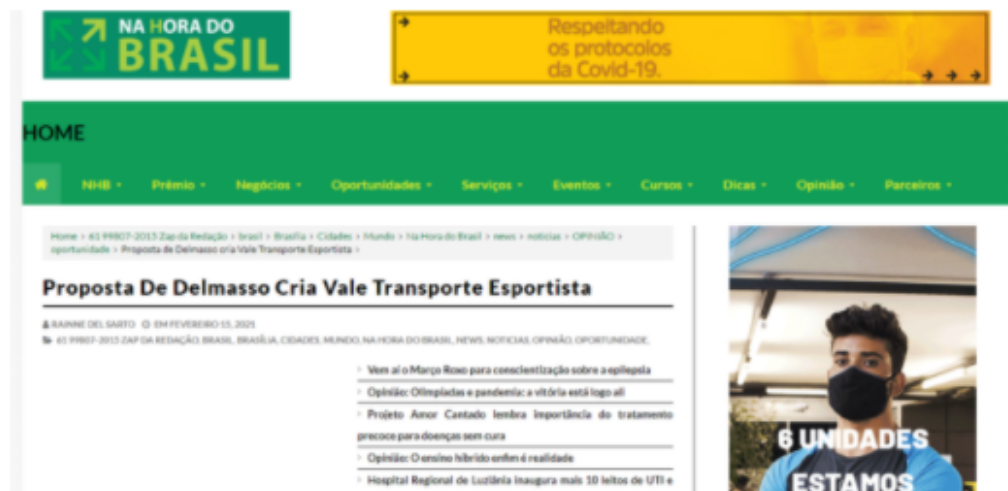 NA HORA DO
BRASIL
Respeitando
os protocolos
da Covid-19.
HOME
NHB Prêmio Negócios Oportunidades Serviços Eventos Cursos Dicas Opinião Parceiros
Home > 61 99807-2015 Zap da Redação > brasil > Brasília > Cidades > Mundo > Na Hora do Brasil > news > noticias > OPINIÃO >
oportunidade > Proposta de Delmasso cria Vale Transporte Esportista >
Proposta De Delmasso Cria Vale Transporte Esportista
RAINNE DEL SARTO EM FEVEREIRO 15, 2021
61 99807-2015 ZAP DA REDAÇÃO, BRASIL, BRASÍLIA, CIDADES, MUNDO, NA HORA DO BRASIL, NEWS, NOTICIAS, OPINIÃO, OPORTUNIDADE,
> Vem aí o Março Roxo para conscientização sobre a epilepsia
> Opinião: Olimpíadas e pandemia: a vitória está logo ali
> Projeto Amor Cantado lembra importância do tratamento
precoce para doenças sem cura
> Opinião: O ensino híbrido enfim é realidade
> Hospital Regional de Luziânia inaugura mais 10 leitos de UTI e
6 UNIDADES
ESTAMOS